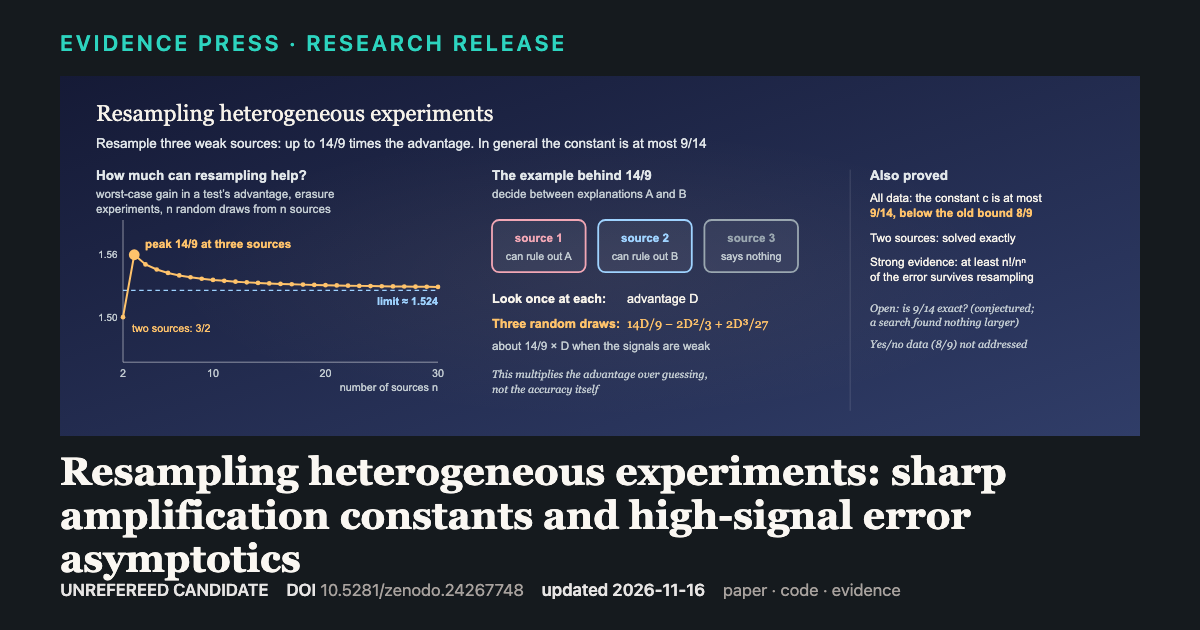 EVIDENCE PRESS · RESEARCH RELEASE
Resampling heterogeneous experiments
Resample three weak sources: up to 14/9 times the advantage. In general the constant is at most 9/14
How much can resampling help?
worst-case gain in a test's advantage, erasure
experiments, n random draws from n sources
1.56
peak 14/9 at three sources
limit ≈ 1.524
1.50
two sources: 3/2
2
10
20
30
number of sources n
The example behind 14/9
decide between explanations A and B
source 1
can rule out A
source 2
can rule out B
source 3
says nothing
Look once at each: advantage D
Three random draws: 14D/9 − 2D²/3 + 2D³/27
about 14/9 × D when the signals are weak
This multiplies the advantage over guessing,
not the accuracy itself
Also proved
All data: the constant c is at most
9/14, below the old bound 8/9
Two sources: solved exactly
Strong evidence: at least n!/nⁿ
of the error survives resampling
Open: is 9/14 exact? (conjectured;
a search found nothing larger)
Yes/no data (8/9) not addressed
Resampling heterogeneous experiments: sharp
amplification constants and high-signal error
asymptotics
UNREFEREED CANDIDATE DOI 10.5281/zenodo.24267748 updated 2026-11-16 paper · code · evidence